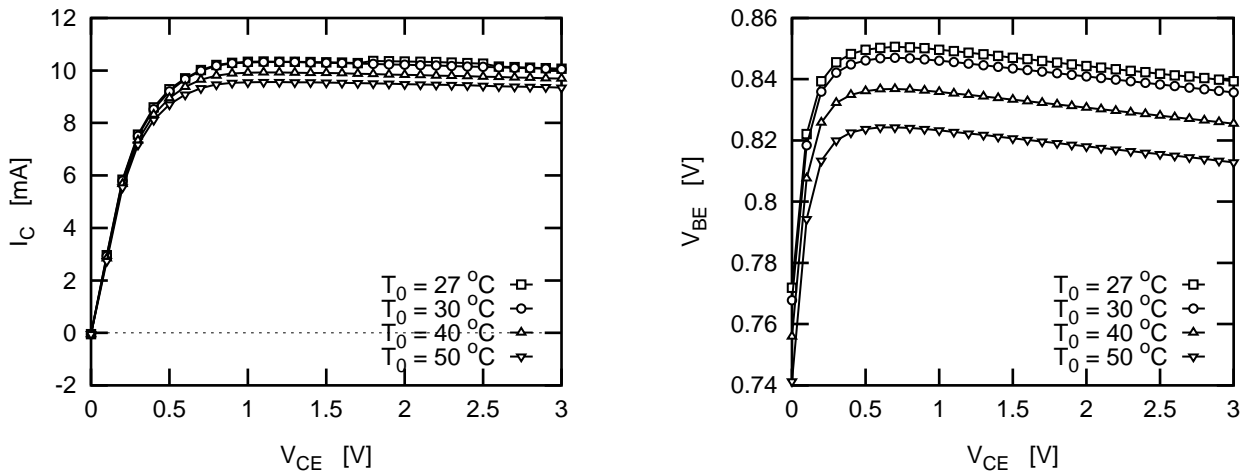 12
10
8
6
4
2
0
-2
I_C [mA]
0 0.5 1 1.5 2 2.5 3
V_CE [V]
T_0 = 27 °C
T_0 = 30 °C
T_0 = 40 °C
T_0 = 50 °C
0.86
0.84
0.82
0.8
0.78
0.76
0.74
V_BE [V]
0 0.5 1 1.5 2 2.5 3
V_CE [V]
T_0 = 27 °C
T_0 = 30 °C
T_0 = 40 °C
T_0 = 50 °C